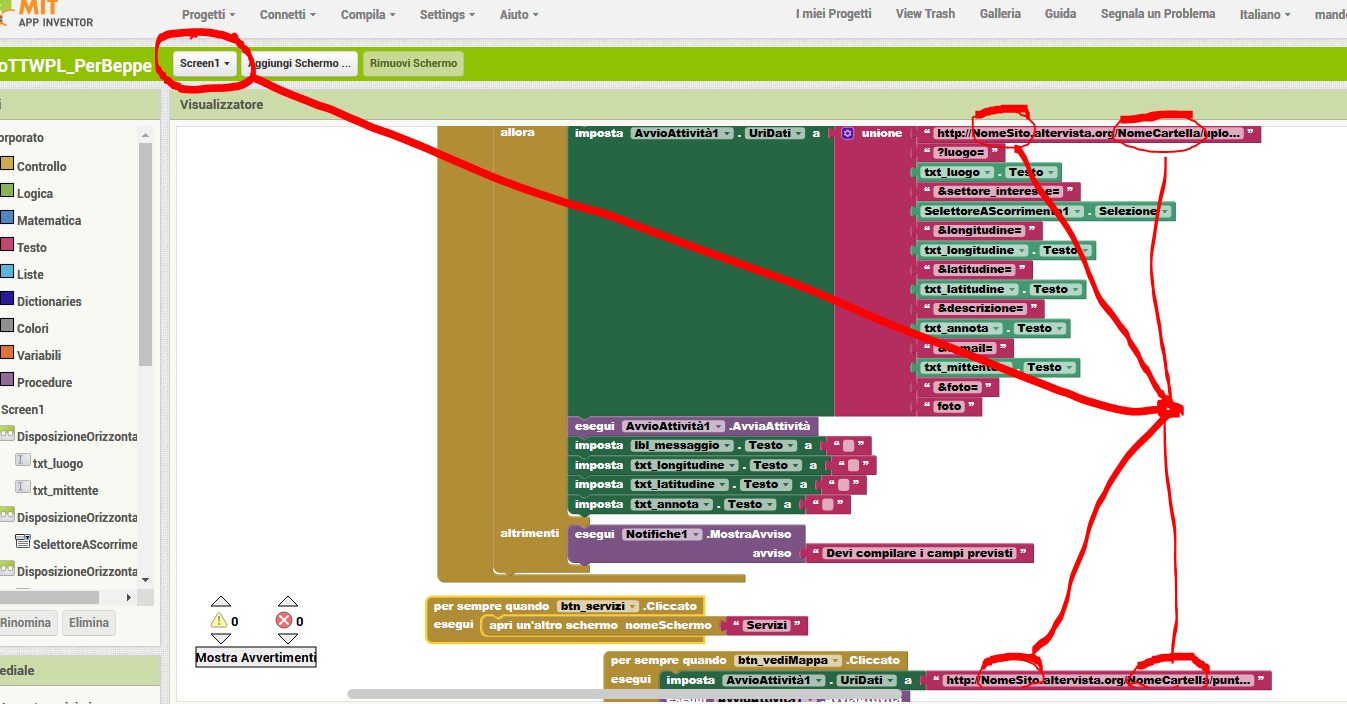 MIT
APP INVENTOR
Progetti Connetti Compila Settings Aiuto I miei Progetti View Trash Galleria Guida Segnala un Problema Italiano mand
oTTWPL_PerBeppe Screen1 Aggiungi Schermo ... Rimuovi Schermo
Visualizzatore
orporato
Controllo
Logica
Matematica
Testo
Liste
Dictionaries
Colori
Variabili
Procedure
Screen1
DisposizioneOrizzonta
txt_luogo
txt_mittente
DisposizioneOrizzonta
SelettoreAScorrime
DisposizioneOrizzonta
Rinomina Elimina
ediale
allora imposta AvvioAttività1 . UriDati a unione “ http://NomeSito.altervista.org/NomeCartella/uplo... ”
“ ?luogo= ”
txt_luogo . Testo
“ &settore_interesse= ”
SelettoreAScorrimento1 . Selezione
“ &longitudine= ”
txt_longitudine . Testo
“ &latitudine= ”
txt_latitudine . Testo
“ &descrizione= ”
txt_annota . Testo
mail= ”
txt_mittente . Testo
“ &foto= ”
“ foto ”
esegui AvvioAttività1 .AvviaAttività
imposta lbl_messaggio . Testo a “ ”
imposta txt_longitudine . Testo a “ ”
imposta txt_latitudine . Testo a “ ”
imposta txt_annota . Testo a “ ”
altrimenti esegui Notifiche1 .MostraAvviso
avviso “ Devi compilare i campi previsti ”
per sempre quando btn_servizi .Cliccato
esegui apri un'altro schermo nomeSchermo “ Servizi ”
0 0
Mostra Avvertimenti
per sempre quando btn_vediMappa .Cliccato
esegui imposta AvvioAttività1 . UriDati a “ http://NomeSito.altervista.org/NomeCartella/punt... ”